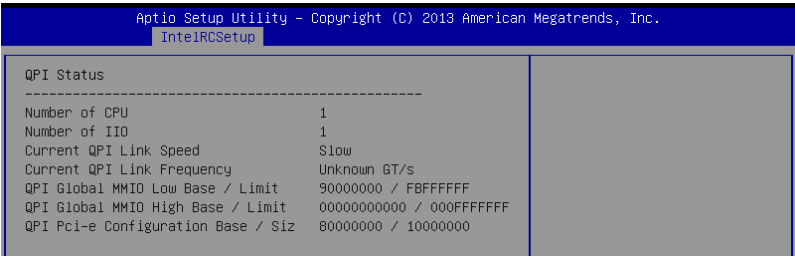 Aptio Setup Utility – Copyright (C) 2013 American Megatrends, Inc.
IntelRCSetup
QPI Status
--------------------------------------------------
Number of CPU 1
Number of IIO 1
Current QPI Link Speed Slow
Current QPI Link Frequency Unknown GT/s
QPI Global MMIO Low Base / Limit 90000000 / FBFFFFFF
QPI Global MMIO High Base / Limit 00000000000 / 000FFFFFFF
QPI Pci-e Configuration Base / Siz 80000000 / 10000000